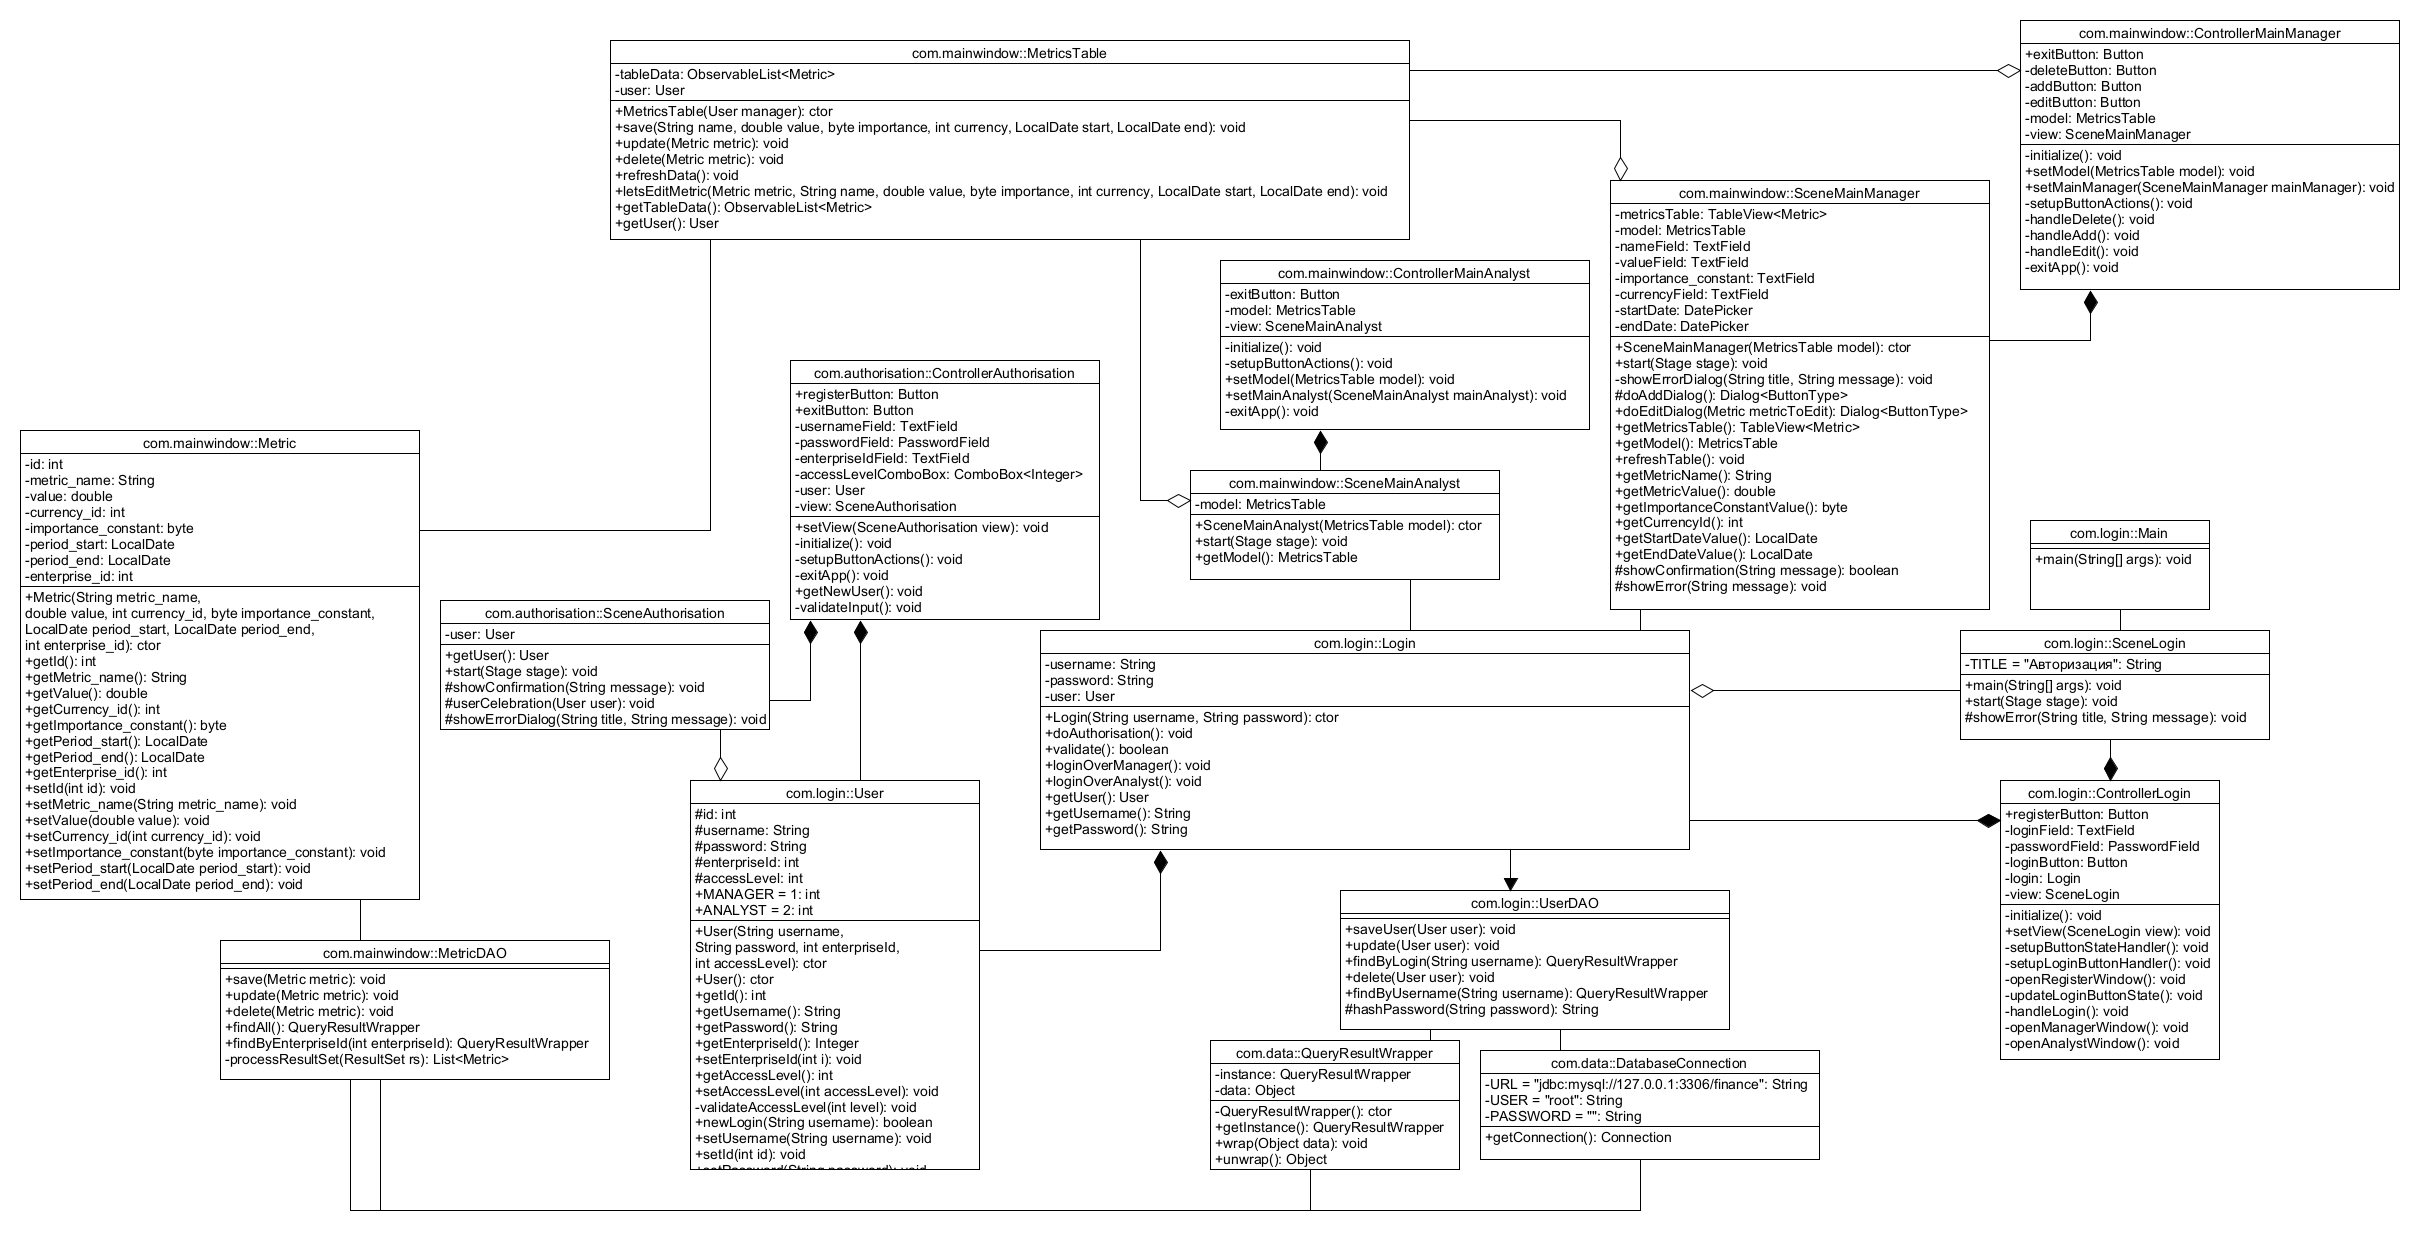 com.mainwindow::MetricsTable
-tableData: ObservableList<Metric>
-user: User
+MetricsTable(User manager): ctor
+save(String name, double value, byte importance, int currency, LocalDate start, LocalDate end): void
+update(Metric metric): void
+delete(Metric metric): void
+refreshData(): void
+letsEditMetric(Metric metric, String name, double value, byte importance, int currency, LocalDate start, LocalDate end): void
+getTableData(): ObservableList<Metric>
+getUser(): User
com.mainwindow::ControllerMainManager
+exitButton: Button
-deleteButton: Button
-addButton: Button
-editButton: Button
-model: MetricsTable
-view: SceneMainManager
-initialize(): void
+setModel(MetricsTable model): void
+setMainManager(SceneMainManager mainManager): void
-setupButtonActions(): void
-handleDelete(): void
-handleAdd(): void
-handleEdit(): void
-exitApp(): void
com.mainwindow::SceneMainManager
-metricsTable: TableView<Metric>
-model: MetricsTable
-nameField: TextField
-valueField: TextField
-importance_constant: TextField
-currencyField: TextField
-startDate: DatePicker
-endDate: DatePicker
+SceneMainManager(MetricsTable model): ctor
+start(Stage stage): void
-showErrorDialog(String title, String message): void
#doAddDialog(): Dialog<ButtonType>
+doEditDialog(Metric metricToEdit): Dialog<ButtonType>
+getMetricsTable(): TableView<Metric>
+getModel(): MetricsTable
+refreshTable(): void
+getMetricName(): String
+getMetricValue(): double
+getImportanceConstantValue(): byte
+getCurrencyId(): int
+getStartDateValue(): LocalDate
+getEndDateValue(): LocalDate
#showConfirmation(String message): boolean
#showError(String message): void
com.mainwindow::ControllerMainAnalyst
-exitButton: Button
-model: MetricsTable
-view: SceneMainAnalyst
-initialize(): void
-setupButtonActions(): void
+setModel(MetricsTable model): void
+setMainAnalyst(SceneMainAnalyst mainAnalyst): void
-exitApp(): void
com.authorisation::ControllerAuthorisation
+registerButton: Button
+exitButton: Button
-usernameField: TextField
-passwordField: PasswordField
-enterpriseIdField: TextField
-accessLevelComboBox: ComboBox<Integer>
-user: User
-view: SceneAuthorisation
+setView(SceneAuthorisation view): void
-initialize(): void
-setupButtonActions(): void
-exitApp(): void
+getNewUser(): void
-validateInput(): void
com.mainwindow::Metric
-id: int
-metric_name: String
-value: double
-currency_id: int
-importance_constant: byte
-period_start: LocalDate
-period_end: LocalDate
-enterprise_id: int
+Metric(String metric_name,
double value, int currency_id, byte importance_constant,
LocalDate period_start, LocalDate period_end,
int enterprise_id): ctor
+getId(): int
+getMetric_name(): String
+getValue(): double
+getCurrency_id(): int
+getImportance_constant(): byte
+getPeriod_start(): LocalDate
+getPeriod_end(): LocalDate
+getEnterprise_id(): int
+setId(int id): void
+setMetric_name(String metric_name): void
+setValue(double value): void
+setCurrency_id(int currency_id): void
+setImportance_constant(byte importance_constant): void
+setPeriod_start(LocalDate period_start): void
+setPeriod_end(LocalDate period_end): void
com.mainwindow::SceneMainAnalyst
-model: MetricsTable
+SceneMainAnalyst(MetricsTable model): ctor
+start(Stage stage): void
+getModel(): MetricsTable
com.login::Main
+main(String[] args): void
com.authorisation::SceneAuthorisation
-user: User
+getUser(): User
+start(Stage stage): void
#showConfirmation(String message): void
#userCelebration(User user): void
#showErrorDialog(String title, String message): void
com.login::Login
-username: String
-password: String
-user: User
+Login(String username, String password): ctor
+doAuthorisation(): void
+validate(): boolean
+loginOverManager(): void
+loginOverAnalyst(): void
+getUser(): User
+getUsername(): String
+getPassword(): String
com.login::SceneLogin
-TITLE = "Авторизация": String
+main(String[] args): void
+start(Stage stage): void
#showError(String title, String message): void
com.login::User
#id: int
#username: String
#password: String
#enterpriseId: int
#accessLevel: int
+MANAGER = 1: int
+ANALYST = 2: int
+User(String username,
String password, int enterpriseId,
int accessLevel): ctor
+User(): ctor
+getId(): int
+getUsername(): String
+getPassword(): String
+getEnterpriseId(): Integer
+setEnterpriseId(int i): void
+getAccessLevel(): int
+setAccessLevel(int accessLevel): void
-validateAccessLevel(int level): void
+newLogin(String username): boolean
+setUsername(String username): void
+setId(int id): void
+setPassword(String password): void
com.login::ControllerLogin
+registerButton: Button
-loginField: TextField
-passwordField: PasswordField
-loginButton: Button
-login: Login
-view: SceneLogin
-initialize(): void
+setView(SceneLogin view): void
-setupButtonStateHandler(): void
-setupLoginButtonHandler(): void
-openRegisterWindow(): void
-updateLoginButtonState(): void
-handleLogin(): void
-openManagerWindow(): void
-openAnalystWindow(): void
com.login::UserDAO
+saveUser(User user): void
+update(User user): void
+findByLogin(String username): QueryResultWrapper
+delete(User user): void
+findByUsername(String username): QueryResultWrapper
#hashPassword(String password): String
com.mainwindow::MetricDAO
+save(Metric metric): void
+update(Metric metric): void
+delete(Metric metric): void
+findAll(): QueryResultWrapper
+findByEnterpriseId(int enterpriseId): QueryResultWrapper
-processResultSet(ResultSet rs): List<Metric>
com.data::QueryResultWrapper
-instance: QueryResultWrapper
-data: Object
-QueryResultWrapper(): ctor
+getInstance(): QueryResultWrapper
+wrap(Object data): void
+unwrap(): Object
com.data::DatabaseConnection
-URL = "jdbc:mysql://127.0.0.1:3306/finance": String
-USER = "root": String
-PASSWORD = "": String
+getConnection(): Connection